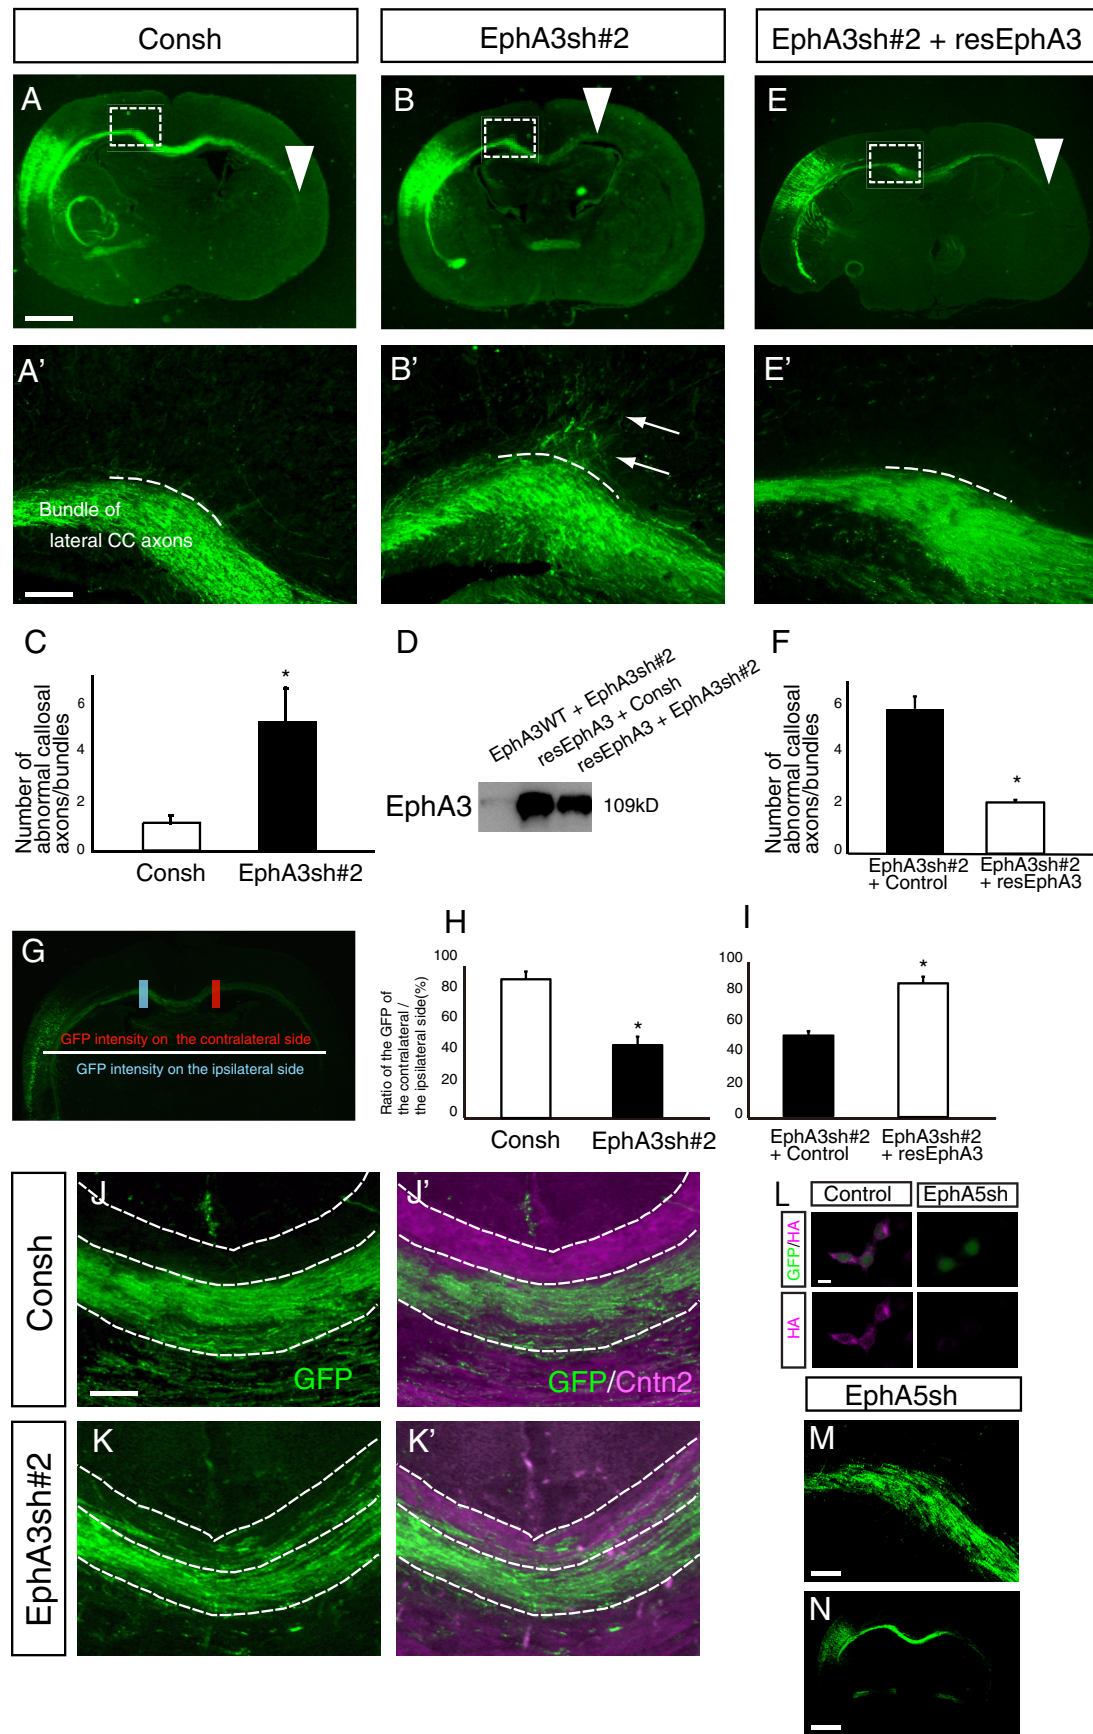 Consh
EphA3sh#2
EphA3sh#2 + resEphA3
A
B
E
A'
B'
E'
Bundle of
lateral CC axons
C
Number of
abnormal callosal
axons/bundles
6
4
2
0
*
Consh
EphA3sh#2
D
EphA3WT + EphA3sh#2
resEphA3 + Consh
resEphA3 + EphA3sh#2
EphA3
109kD
F
Number of
abnormal callosal
axons/bundles
6
4
2
0
*
EphA3sh#2
+ Control
EphA3sh#2
+ resEphA3
G
GFP intensity on the contralateral side
GFP intensity on the ipsilateral side
H
Ratio of the GFP of
the contralateral /
the ipsilateral side(%)
100
80
60
40
20
0
*
Consh
EphA3sh#2
I
100
80
60
40
20
0
*
EphA3sh#2
+ Control
EphA3sh#2
+ resEphA3
Consh
J
GFP
J'
GFP/Cntn2
EphA3sh#2
K
K'
L
Control
EphA5sh
GFP/HA
HA
EphA5sh
M
N